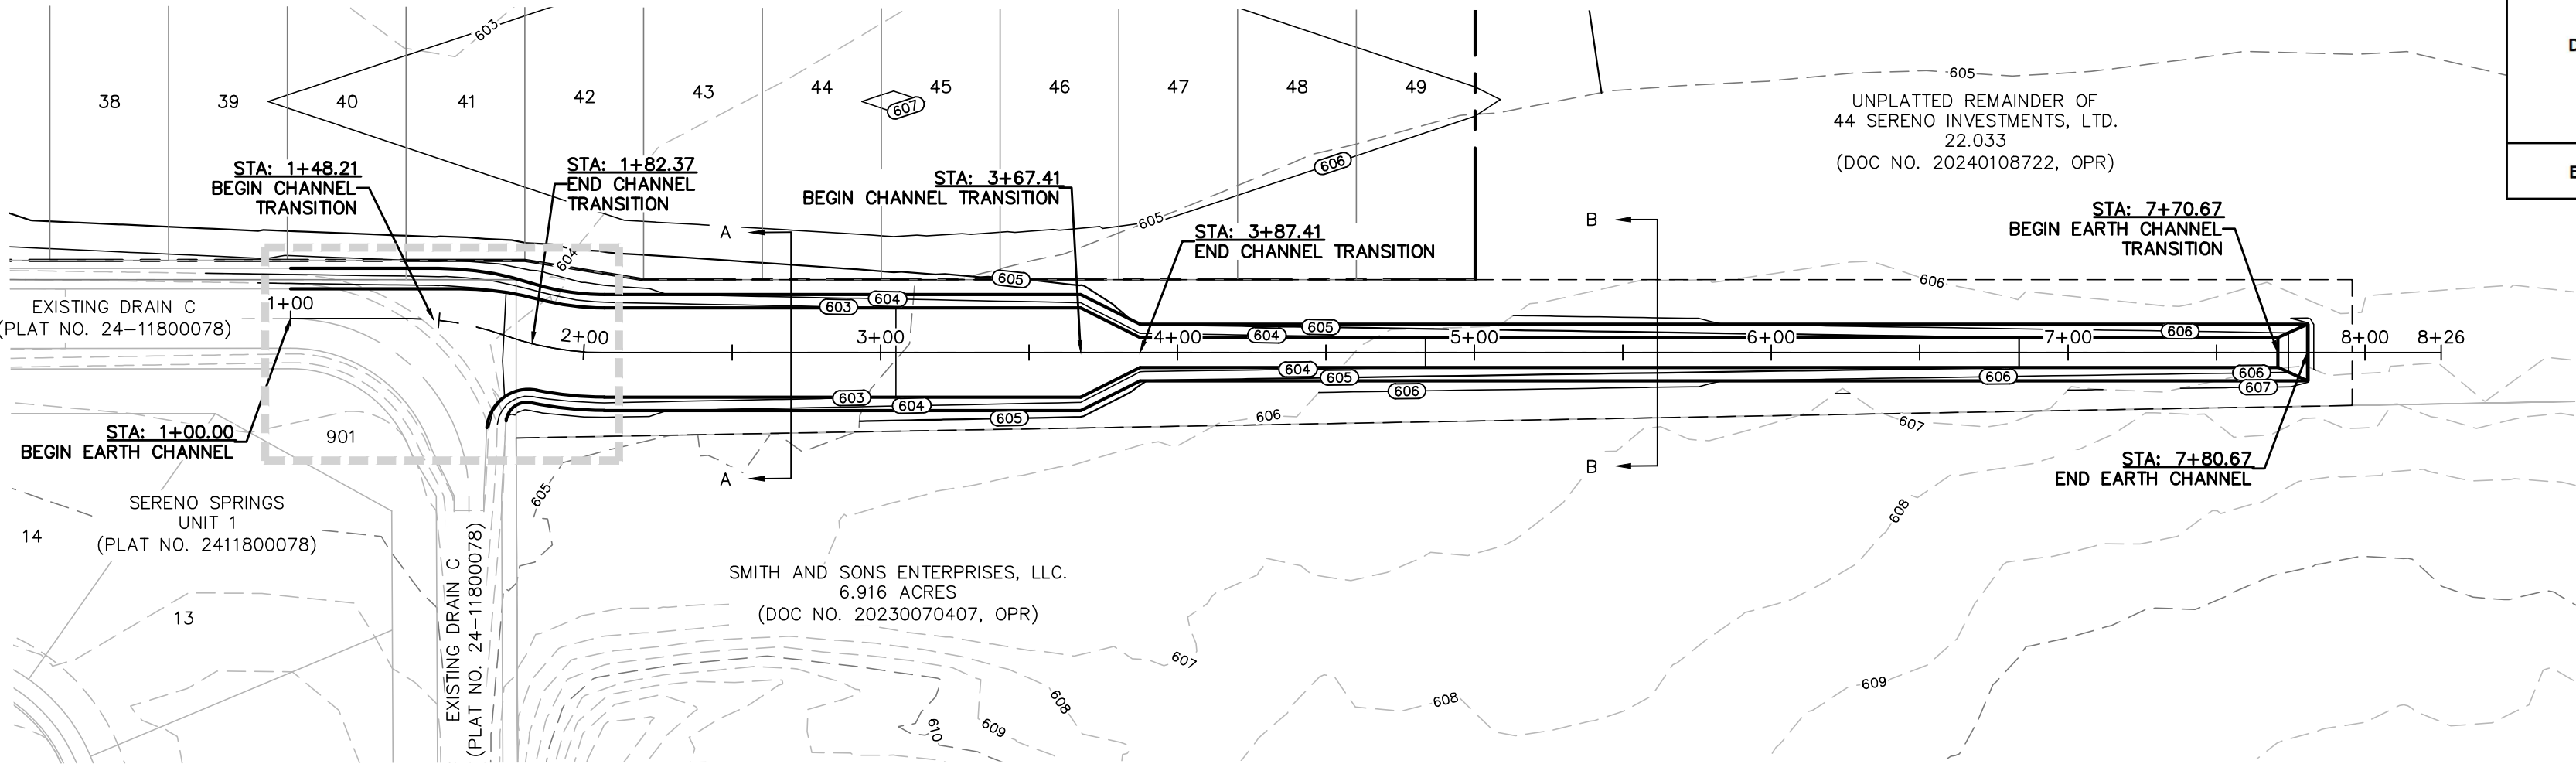 603
38
39
40
41
42
43
44
607
45
46
47
48
49
606
605
605
UNPLATTED REMAINDER OF
44 SERENO INVESTMENTS, LTD.
22.033
(DOC NO. 20240108722, OPR)
D
E
STA: 1+48.21
BEGIN CHANNEL
TRANSITION
STA: 1+82.37
END CHANNEL
TRANSITION
STA: 3+67.41
BEGIN CHANNEL TRANSITION
605
STA: 3+87.41
END CHANNEL TRANSITION
A
B
STA: 7+70.67
BEGIN EARTH CHANNEL
TRANSITION
604
605
606
EXISTING DRAIN C
(PLAT NO. 24-11800078)
1+00
2+00
603
604
3+00
4+00
604
605
5+00
6+00
7+00
606
8+00
8+26
603
604
605
604
605
606
606
606
606
607
607
STA: 1+00.00
BEGIN EARTH CHANNEL
901
A
B
STA: 7+80.67
END EARTH CHANNEL
SERENO SPRINGS
UNIT 1
(PLAT NO. 2411800078)
14
13
605
EXISTING DRAIN C
(PLAT NO. 24-11800078)
SMITH AND SONS ENTERPRISES, LLC.
6.916 ACRES
(DOC NO. 20230070407, OPR)
608
607
608
609
610
609
608